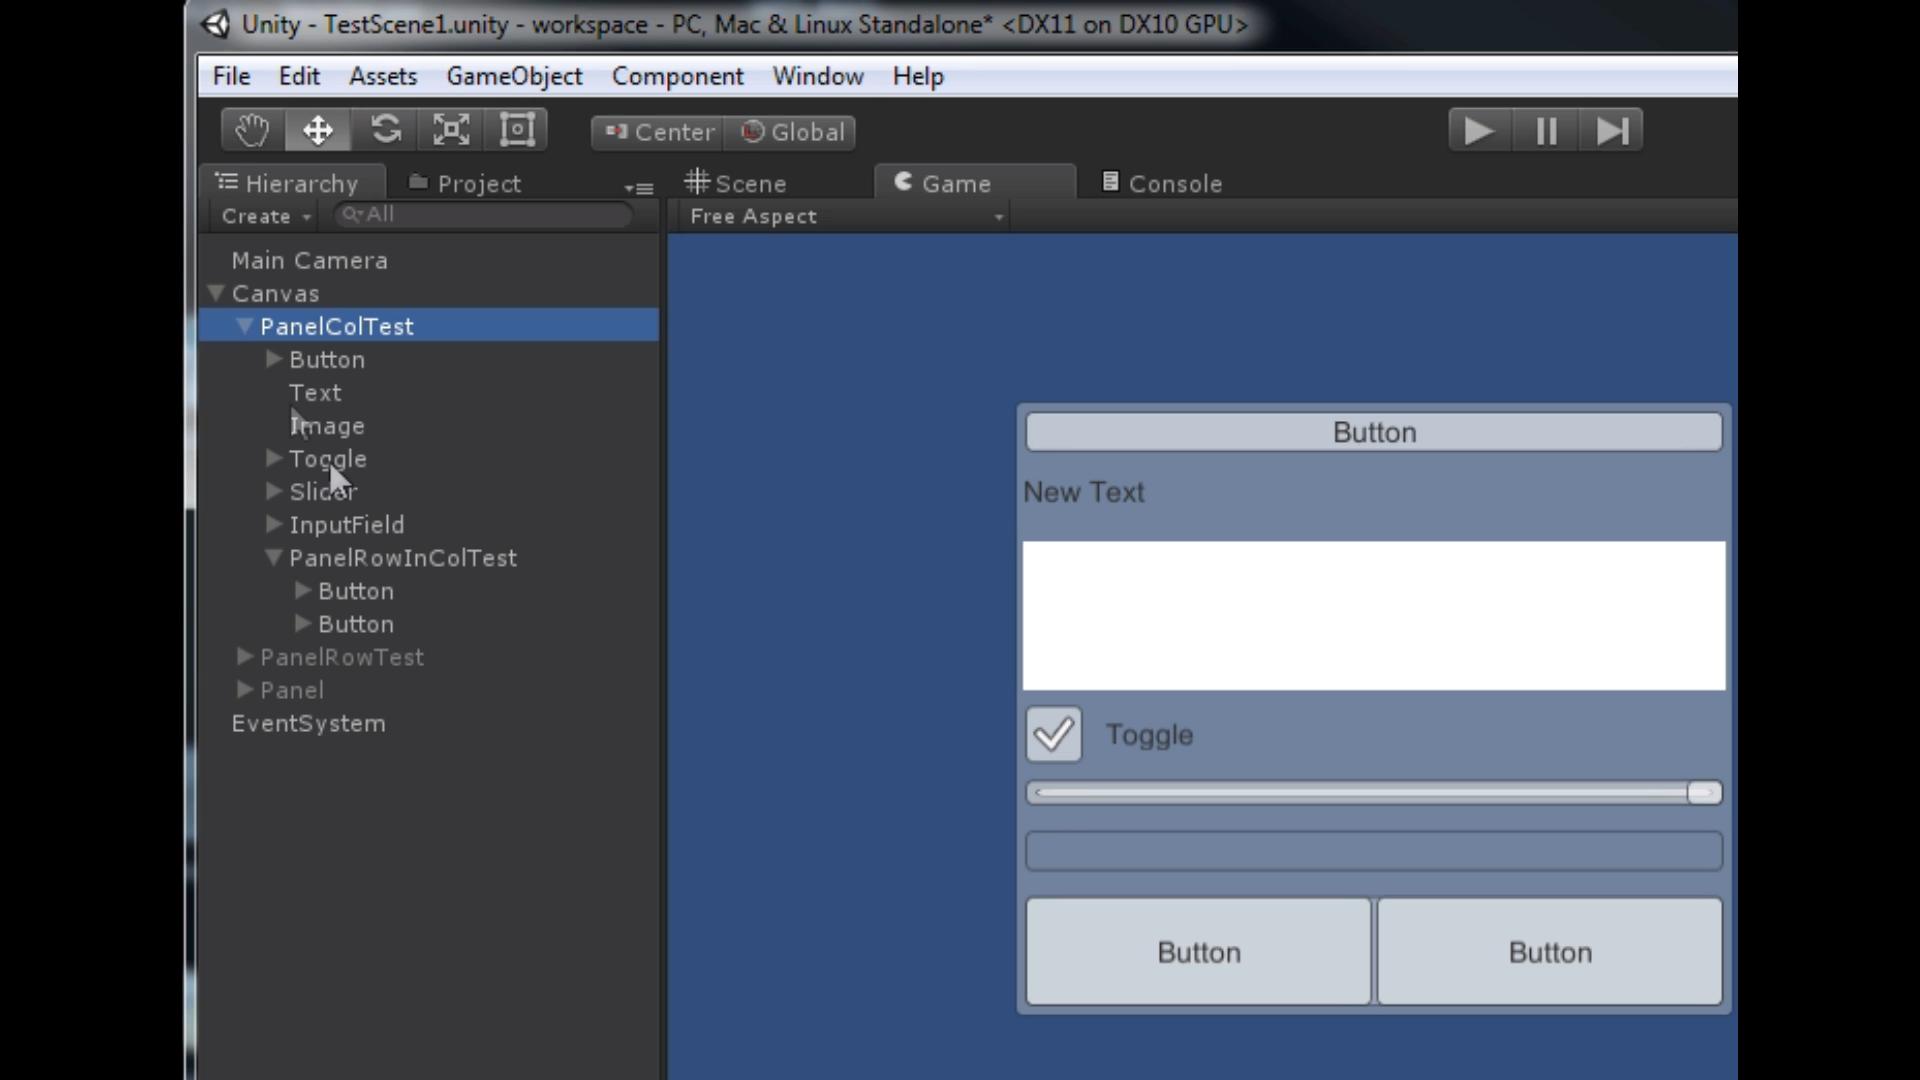 Unity - TestScene1.unity - workspace - PC, Mac & Linux Standalone* <DX11 on DX10 GPU>
File Edit Assets GameObject Component Window Help
Center Global
Hierarchy Project Scene Game Console
Create All Free Aspect
Main Camera
Canvas
PanelColTest
Button
Text
Image
Toggle
Slider
InputField
PanelRowInColTest
Button
Button
PanelRowTest
Panel
EventSystem
Button
New Text
Toggle
Button Button